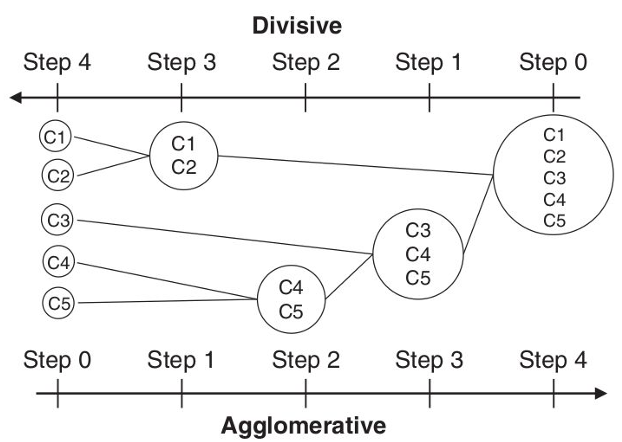 Divisive
Step 4 Step 3 Step 2 Step 1 Step 0
C1
C2
C3
C4
C5
C1
C2
C4
C5
C3
C4
C5
C1
C2
C3
C4
C5
Step 0 Step 1 Step 2 Step 3 Step 4
Agglomerative